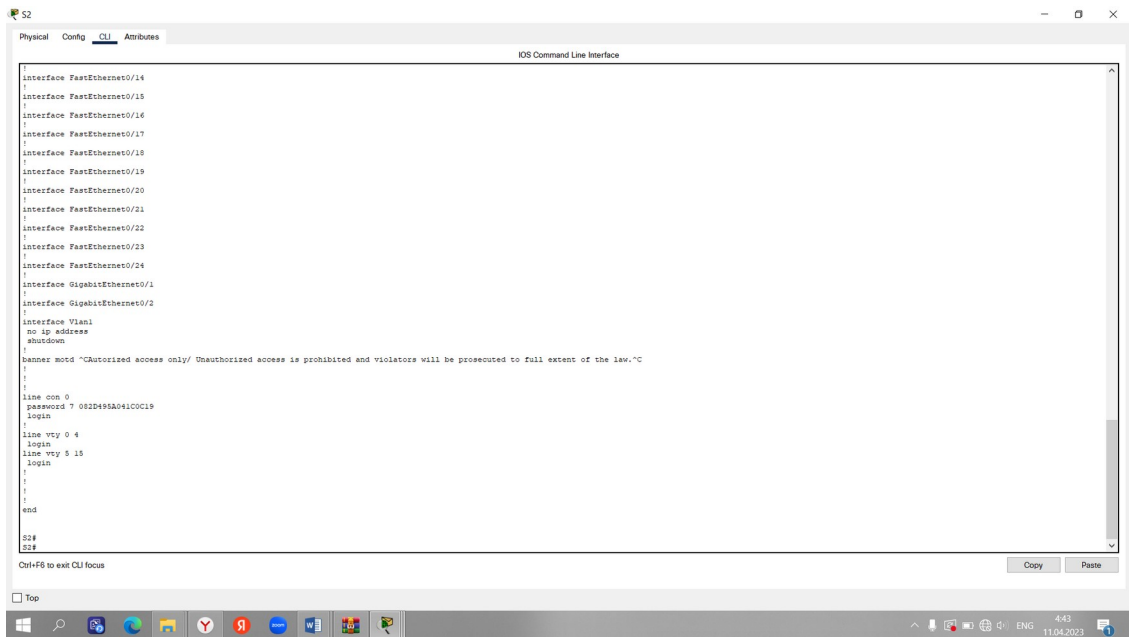 S2
Physical Config CLI Attributes
IOS Command Line Interface
!
interface FastEthernet0/14
!
interface FastEthernet0/15
!
interface FastEthernet0/16
!
interface FastEthernet0/17
!
interface FastEthernet0/18
!
interface FastEthernet0/19
!
interface FastEthernet0/20
!
interface FastEthernet0/21
!
interface FastEthernet0/22
!
interface FastEthernet0/23
!
interface FastEthernet0/24
!
interface GigabitEthernet0/1
!
interface GigabitEthernet0/2
!
interface Vlan1
no ip address
shutdown
!
banner motd ^CAutorized access only/ Unauthorized access is prohibited and violators will be prosecuted to full extent of the law.^C
!
!
!
line con 0
password 7 082D495A041C0C19
login
!
line vty 0 4
login
line vty 5 15
login
!
!
!
!
end
S2#
S2#
Ctrl+F6 to exit CLI focus
Copy Paste
Top
ENG
4:43
11.04.2023